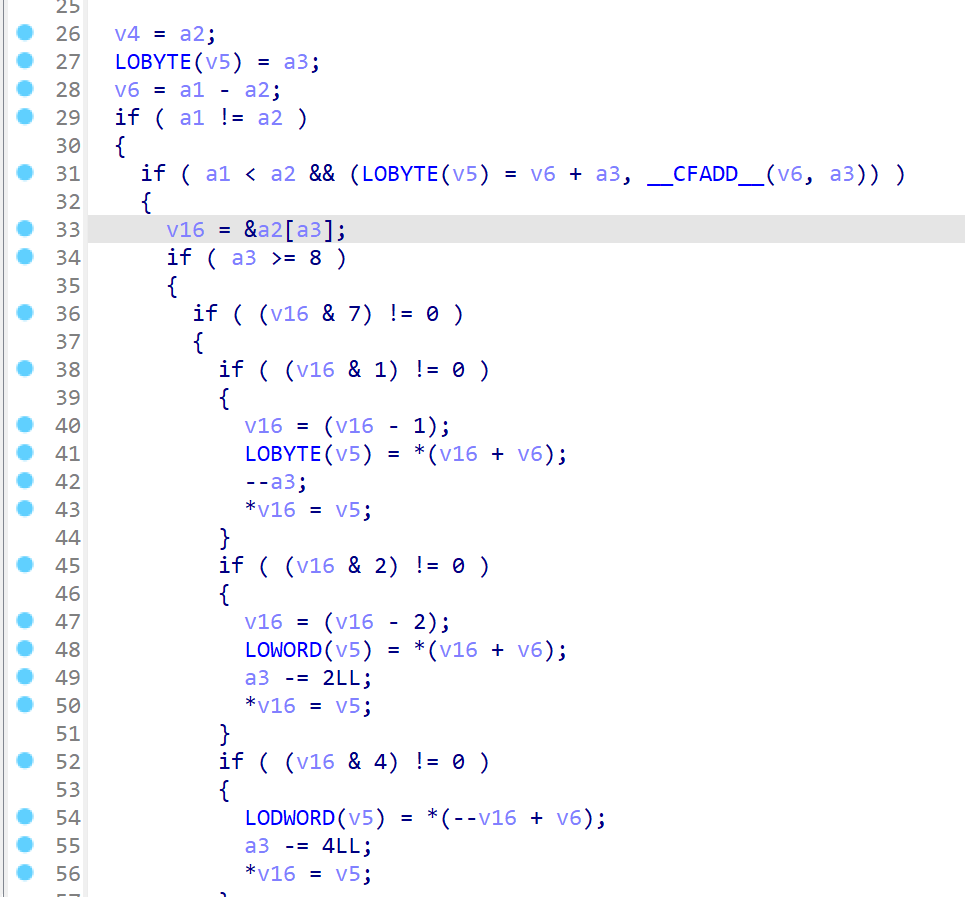 25
26 v4 = a2;
27 LOBYTE(v5) = a3;
28 v6 = a1 - a2;
29 if ( a1 != a2 )
30 {
31 if ( a1 < a2 && (LOBYTE(v5) = v6 + a3, __CFADD__(v6, a3)) )
32 {
33 v16 = &a2[a3];
34 if ( a3 >= 8 )
35 {
36 if ( (v16 & 7) != 0 )
37 {
38 if ( (v16 & 1) != 0 )
39 {
40 v16 = (v16 - 1);
41 LOBYTE(v5) = *(v16 + v6);
42 --a3;
43 *v16 = v5;
44 }
45 if ( (v16 & 2) != 0 )
46 {
47 v16 = (v16 - 2);
48 LOWORD(v5) = *(v16 + v6);
49 a3 -= 2LL;
50 *v16 = v5;
51 }
52 if ( (v16 & 4) != 0 )
53 {
54 LODWORD(v5) = *(--v16 + v6);
55 a3 -= 4LL;
56 *v16 = v5;
57 }